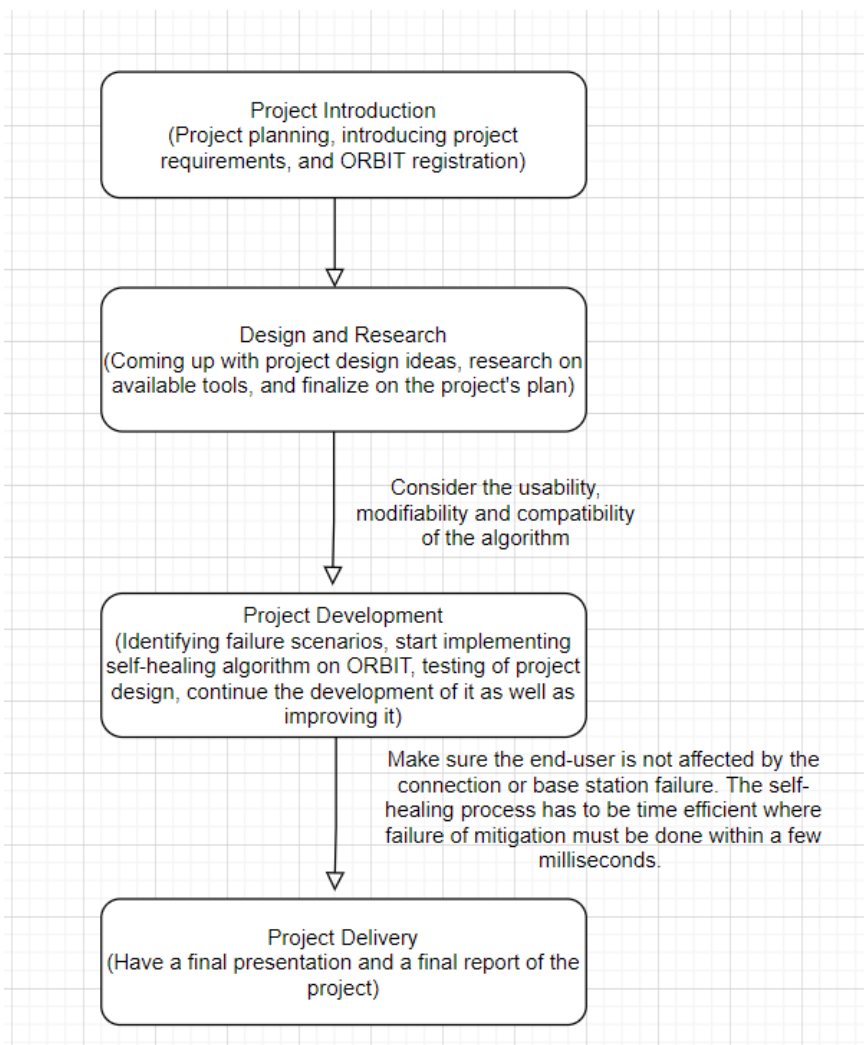 Project Introduction
(Project planning, introducing project
requirements, and ORBIT registration)
Design and Research
(Coming up with project design ideas, research on
available tools, and finalize on the project's plan)
Consider the usability,
modifiability and compatibility
of the algorithm
Project Development
(Identifying failure scenarios, start implementing
self-healing algorithm on ORBIT, testing of project
design, continue the development of it as well as
improving it)
Make sure the end-user is not affected by the
connection or base station failure. The self-
healing process has to be time efficient where
failure of mitigation must be done within a few
milliseconds.
Project Delivery
(Have a final presentation and a final report of the
project)